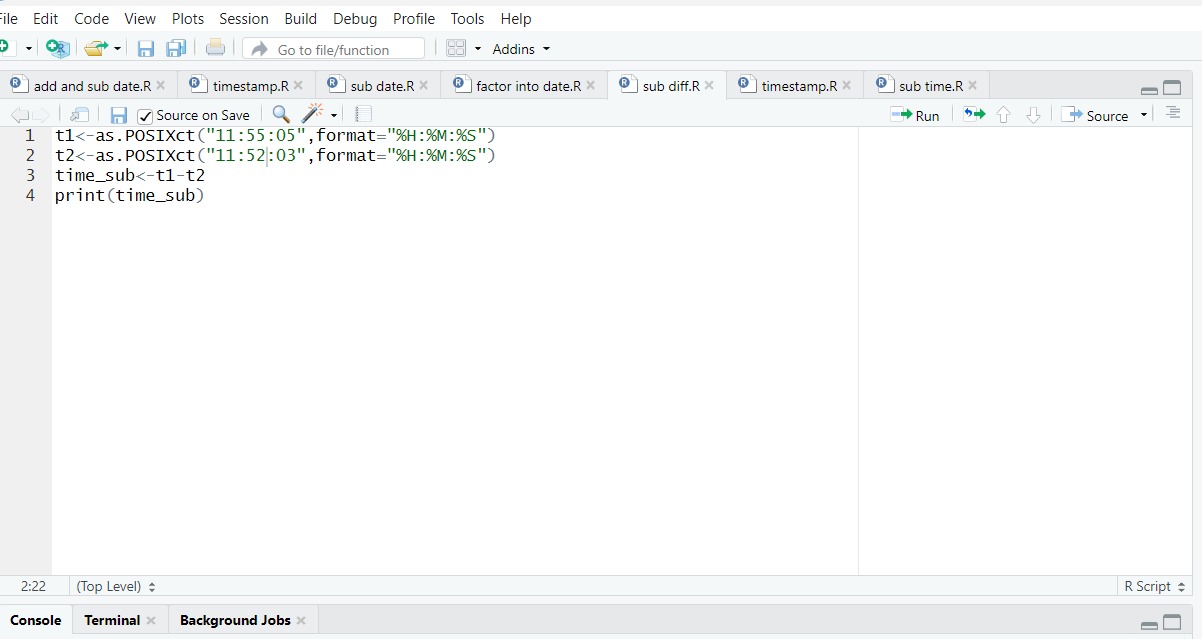 File Edit Code View Plots Session Build Debug Profile Tools Help
R Go to file/function Addins
R add and sub date.R R timestamp.R R sub date.R R factor into date.R R sub diff.R R timestamp.R R sub time.R
Source on Save Run Source
1 t1<-as.POSIXct("11:55:05",format="%H:%M:%S")
2 t2<-as.POSIXct("11:52:03",format="%H:%M:%S")
3 time_sub<-t1-t2
4 print(time_sub)
2:22 (Top Level) R Script
Console Terminal Background Jobs